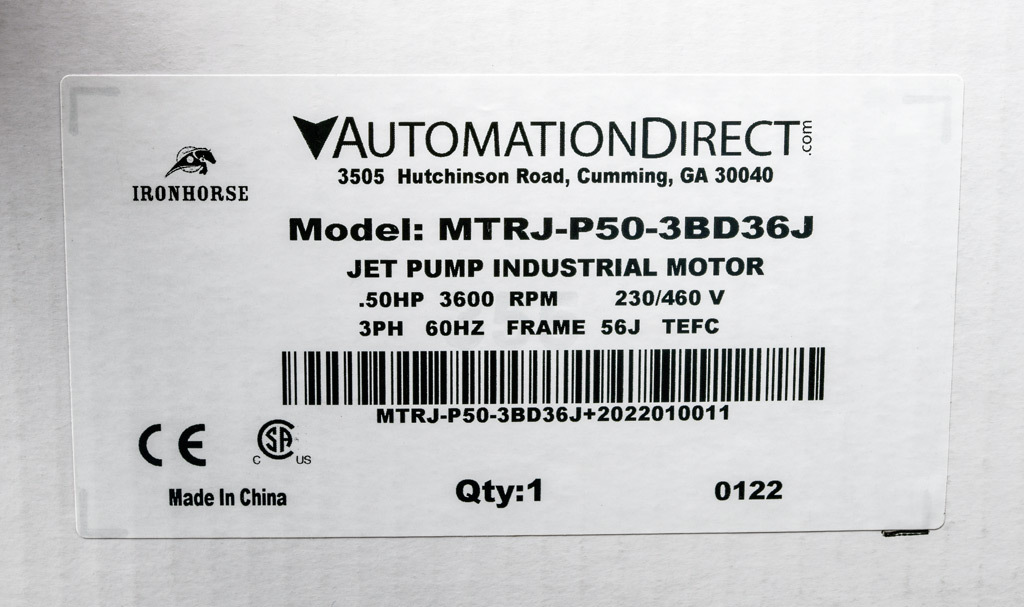 AUTOMATIONDIRECT.com
3505 Hutchinson Road, Cumming, GA 30040
IRONHORSE
Model: MTRJ-P50-3BD36J
JET PUMP INDUSTRIAL MOTOR
.50HP 3600 RPM 230/460 V
3PH 60HZ FRAME 56J TEFC
MTRJ-P50-3BD36J+2022010011
CE C SA US
Made In China
Qty:1
0122